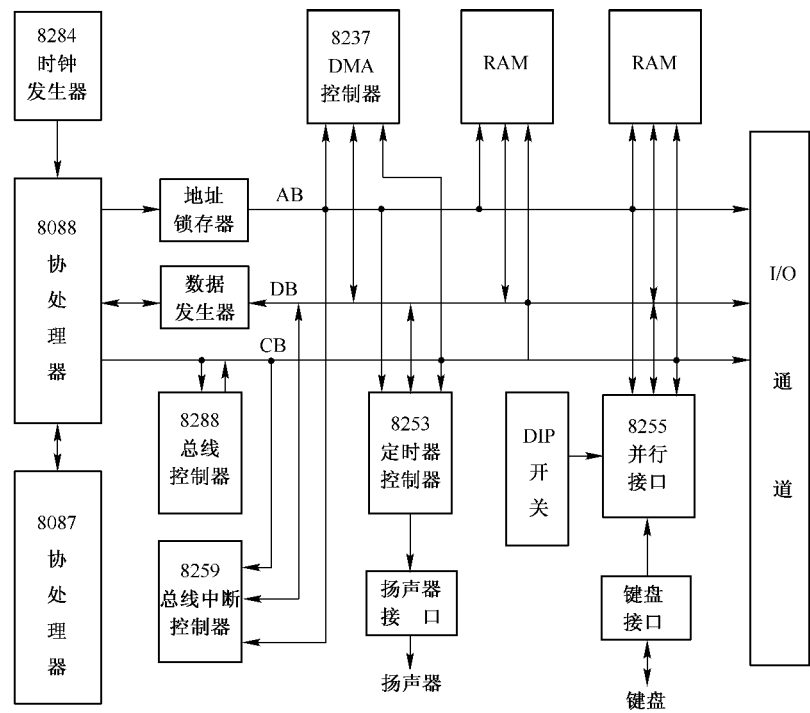 8284
时钟
发生器
8237
DMA
控制器
RAM
RAM
8088
协
处
理
器
地址
锁存器
AB
数据
发生器
DB
CB
I/O
通
道
8288
总线
控制器
8253
定时器
控制器
DIP
开
关
8255
并行
接口
8087
协
处
理
器
8259
总线中断
控制器
扬声器
接 口
扬声器
键盘
接口
键盘